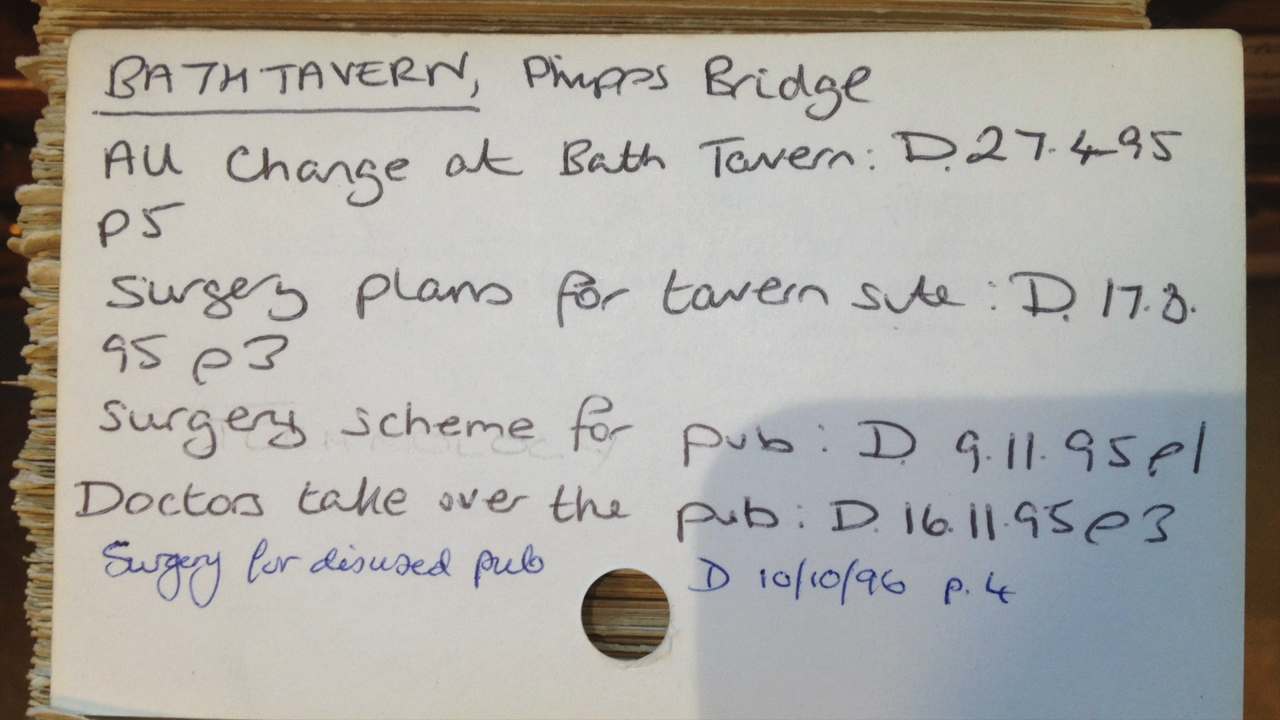 BATH TAVERN, Phipps Bridge
All Change at Bath Tavern: D.27.4.95
p5
Surgery plans for tavern site: D. 17.8.
95 p3
Surgery scheme for pub: D. 9.11.95 p1
Doctors take over the pub: D. 16.11.95 p3
Surgery for disused pub D 10/10/96 p.4